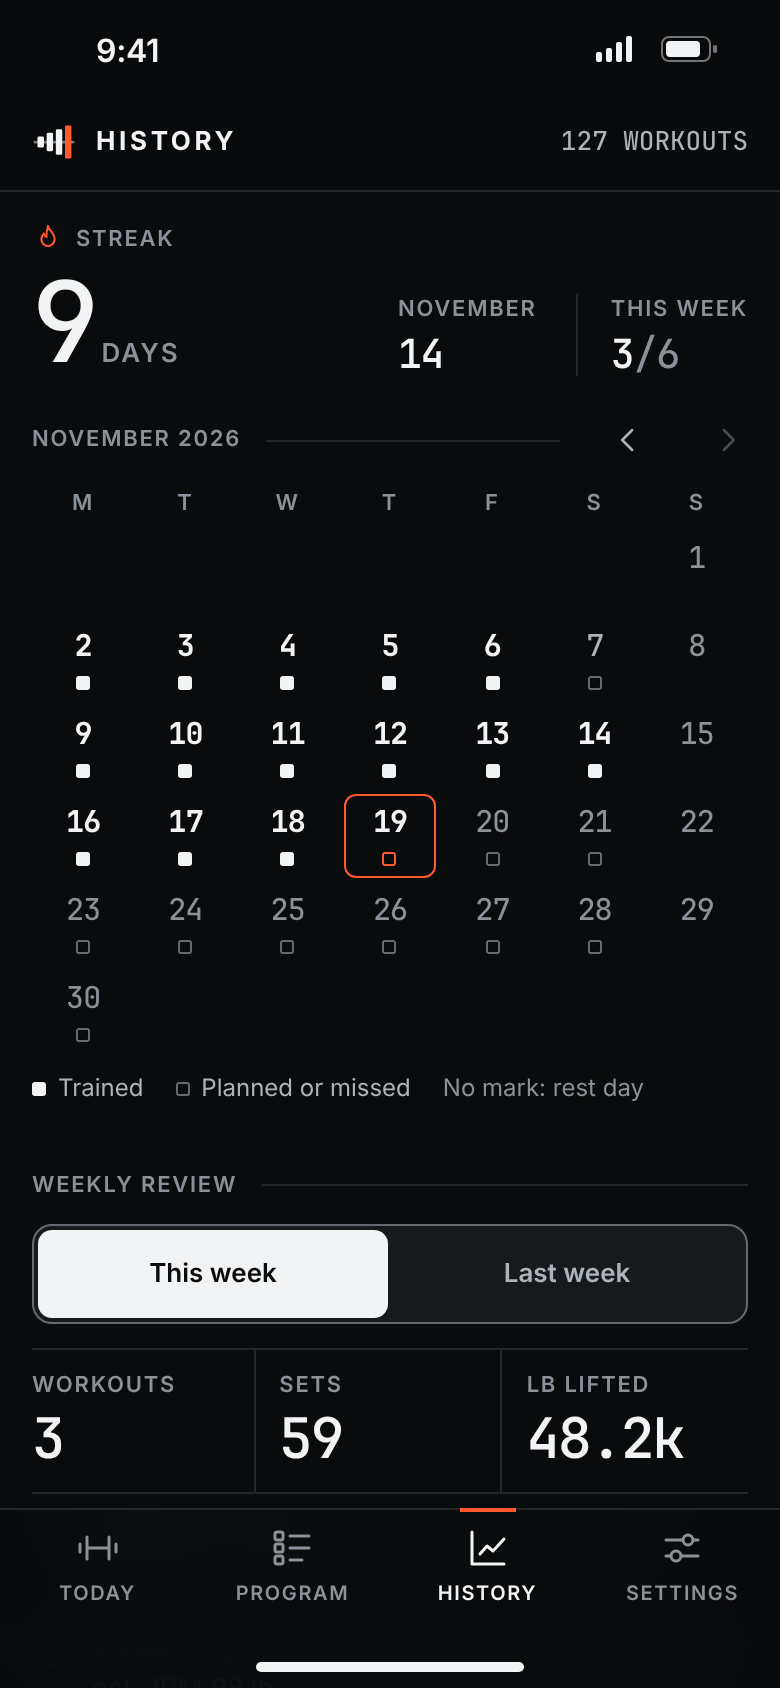 9:41
HISTORY 127 WORKOUTS
STREAK
9 DAYS
NOVEMBER
14
THIS WEEK
3/6
NOVEMBER 2026
M T W T F S S
1
2 3 4 5 6 7 8
9 10 11 12 13 14 15
16 17 18 19 20 21 22
23 24 25 26 27 28 29
30
Trained Planned or missed No mark: rest day
WEEKLY REVIEW
This week Last week
WORKOUTS SETS LB LIFTED
3 59 48.2k
TODAY PROGRAM HISTORY SETTINGS